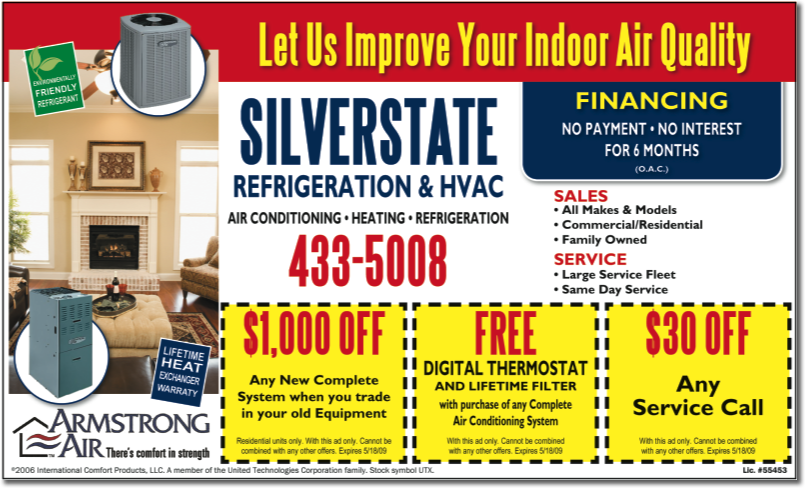 Let Us Improve Your Indoor Air Quality
ENVIRONMENTALLY
FRIENDLY
REFRIGERANT
SILVERSTATE
REFRIGERATION & HVAC
AIR CONDITIONING • HEATING • REFRIGERATION
433-5008
FINANCING
NO PAYMENT • NO INTEREST
FOR 6 MONTHS
(O.A.C.)
SALES
• All Makes & Models
• Commercial/Residential
• Family Owned
SERVICE
• Large Service Fleet
• Same Day Service
LIFETIME
HEAT
EXCHANGER
WARRATY
ARMSTRONG
AIR
TM
There's comfort in strength
$1,000 OFF
Any New Complete
System when you trade
in your old Equipment
Residential units only. With this ad only. Cannot be
combined with any other offers. Expires 5/18/09
FREE
DIGITAL THERMOSTAT
AND LIFETIME FILTER
with purchase of any Complete
Air Conditioning System
With this ad only. Cannot be combined
with any other offers. Expires 5/18/09
$30 OFF
Any
Service Call
With this ad only. Cannot be combined
with any other offers. Expires 5/18/09
©2006 International Comfort Products, LLC. A member of the United Technologies Corporation family. Stock symbol UTX.
Lic. #55453